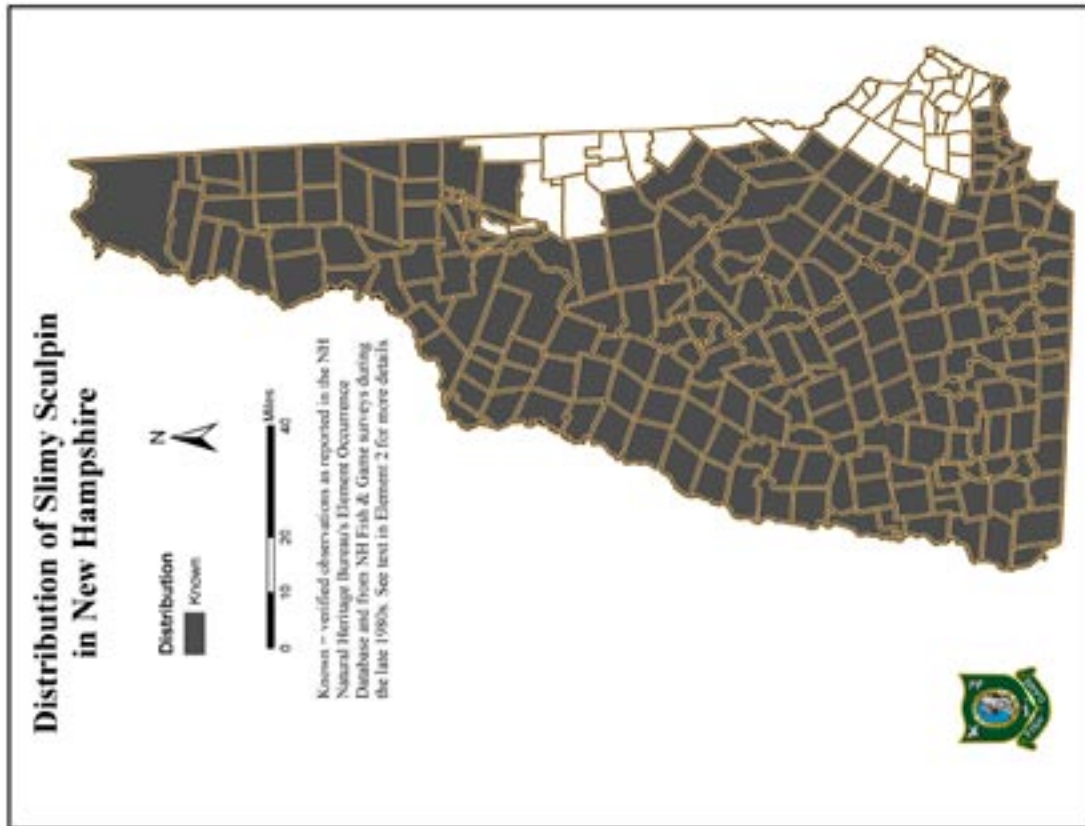 Distribution of Slimy Sculpin
in New Hampshire
Distribution
Known
N
0 10 20 40
Miles
Known = verified observations as reported in the NH
Natural Heritage Bureau's Element Occurrence
Database and from NH Fish & Game surveys during
the late 1980s. See text in Element 2 for more details